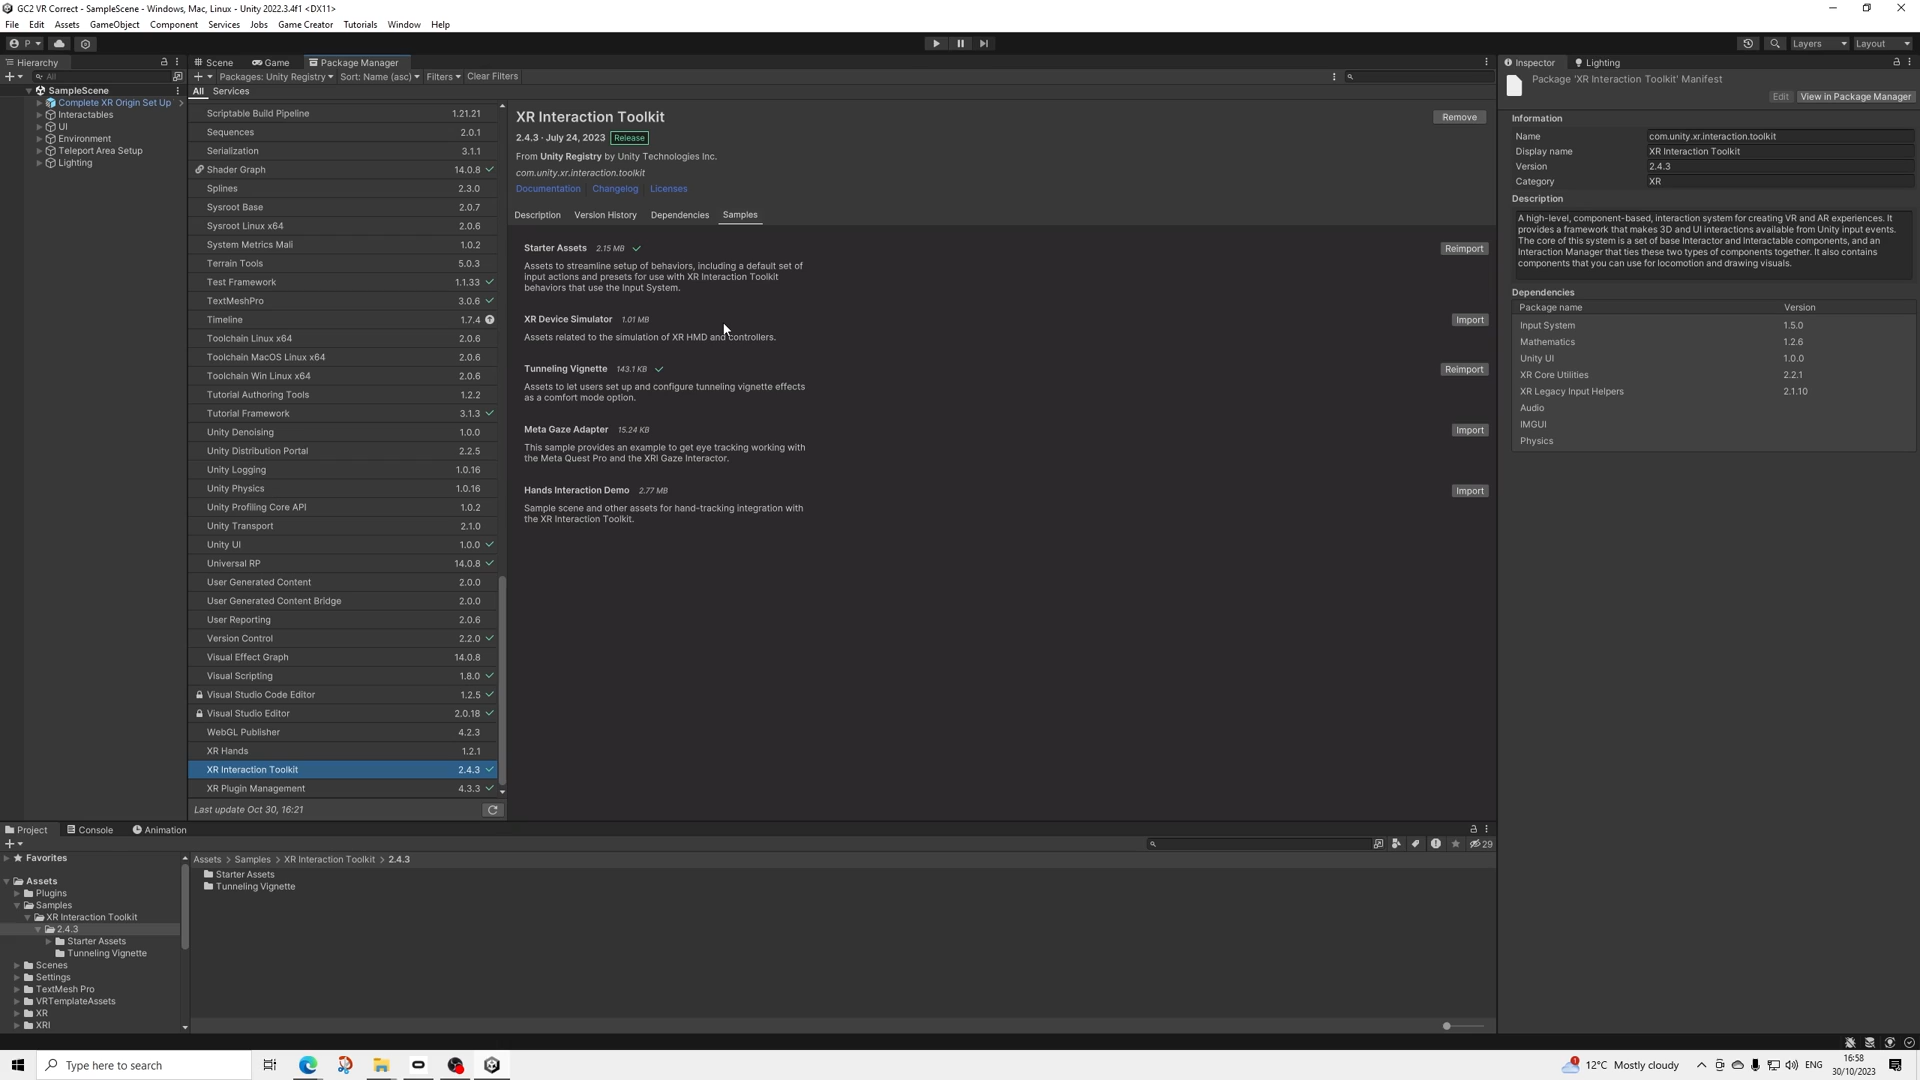 GC2 VR Correct - SampleScene - Windows, Mac, Linux - Unity 2022.3.4f1 <DX11>
File Edit Assets GameObject Component Services Jobs Game Creator Tutorials Window Help
P
Layers Layout
Hierarchy
All
SampleScene
Complete XR Origin Set Up
Interactables
UI
Environment
Teleport Area Setup
Lighting
Scene Game Package Manager
Packages: Unity Registry Sort: Name (asc) Filters Clear Filters
All Services
Scriptable Build Pipeline 1.21.21
Sequences 2.0.1
Serialization 3.1.1
Shader Graph 14.0.8
Splines 2.3.0
Sysroot Base 2.0.7
Sysroot Linux x64 2.0.6
System Metrics Mali 1.0.2
Terrain Tools 5.0.3
Test Framework 1.1.33
TextMeshPro 3.0.6
Timeline 1.7.4
Toolchain Linux x64 2.0.6
Toolchain MacOS Linux x64 2.0.6
Toolchain Win Linux x64 2.0.6
Tutorial Authoring Tools 1.2.2
Tutorial Framework 3.1.3
Unity Denoising 1.0.0
Unity Distribution Portal 2.2.5
Unity Logging 1.0.16
Unity Physics 1.0.16
Unity Profiling Core API 1.0.2
Unity Transport 2.1.0
Unity UI 1.0.0
Universal RP 14.0.8
User Generated Content 2.0.0
User Generated Content Bridge 2.0.0
User Reporting 2.0.6
Version Control 2.2.0
Visual Effect Graph 14.0.8
Visual Scripting 1.8.0
Visual Studio Code Editor 1.2.5
Visual Studio Editor 2.0.18
WebGL Publisher 4.2.3
XR Hands 1.2.1
XR Interaction Toolkit 2.4.3
XR Plugin Management 4.3.3
Last update Oct 30, 16:21
XR Interaction Toolkit Remove
2.4.3 · July 24, 2023 Release
From Unity Registry by Unity Technologies Inc.
com.unity.xr.interaction.toolkit
Documentation Changelog Licenses
Description Version History Dependencies Samples
Starter Assets 2.15 MB Reimport
Assets to streamline setup of behaviors, including a default set of
input actions and presets for use with XR Interaction Toolkit
behaviors that use the Input System.
XR Device Simulator 1.01 MB Import
Assets related to the simulation of XR HMD and controllers.
Tunneling Vignette 143.1 KB Reimport
Assets to let users set up and configure tunneling vignette effects
as a comfort mode option.
Meta Gaze Adapter 15.24 KB Import
This sample provides an example to get eye tracking working with
the Meta Quest Pro and the XRI Gaze Interactor.
Hands Interaction Demo 2.77 MB Import
Sample scene and other assets for hand-tracking integration with
the XR Interaction Toolkit.
Inspector Lighting
Package 'XR Interaction Toolkit' Manifest
Edit View in Package Manager
Information
Name com.unity.xr.interaction.toolkit
Display name XR Interaction Toolkit
Version 2.4.3
Category XR
Description
A high-level, component-based, interaction system for creating VR and AR experiences. It
provides a framework that makes 3D and UI interactions available from Unity input events.
The core of this system is a set of base Interactor and Interactable components, and an
Interaction Manager that ties these two types of components together. It also contains
components that you can use for locomotion and drawing visuals.
Dependencies
Package name Version
Input System 1.5.0
Mathematics 1.2.6
Unity UI 1.0.0
XR Core Utilities 2.2.1
XR Legacy Input Helpers 2.1.10
Audio
IMGUI
Physics
Project Console Animation
29
Favorites
Assets
Plugins
Samples
XR Interaction Toolkit
2.4.3
Starter Assets
Tunneling Vignette
Scenes
Settings
TextMesh Pro
VRTemplateAssets
XR
XRI
Assets > Samples > XR Interaction Toolkit > 2.4.3
Starter Assets
Tunneling Vignette
Type here to search
1
12°C Mostly cloudy
ENG
16:58
30/10/2023